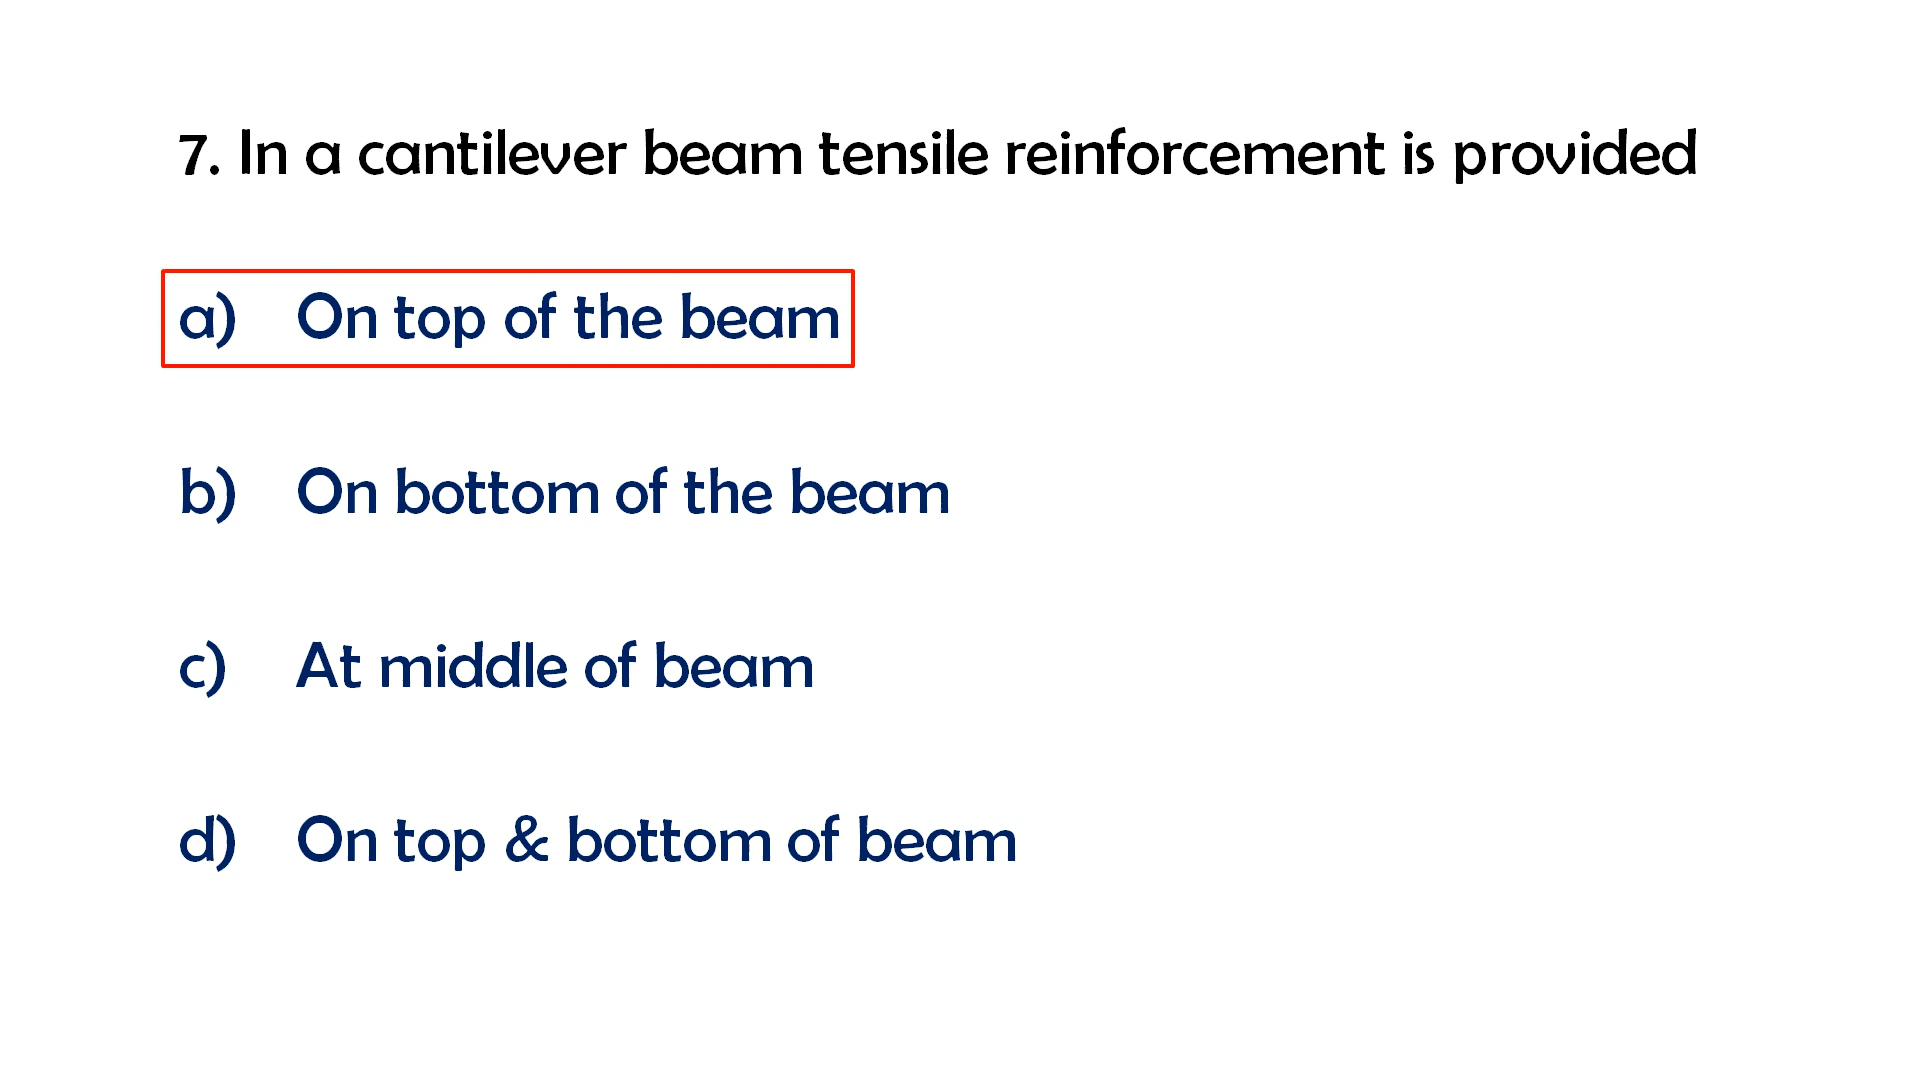 7. In a cantilever beam tensile reinforcement is provided
a) On top of the beam
b) On bottom of the beam
c) At middle of beam
d) On top & bottom of beam